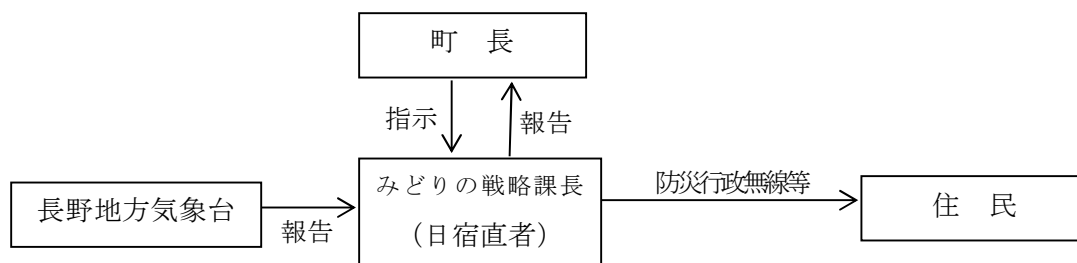 町　長
指示
報告
長野地方気象台
報告
みどりの戦略課長
（日宿直者）
防災行政無線等
住　民